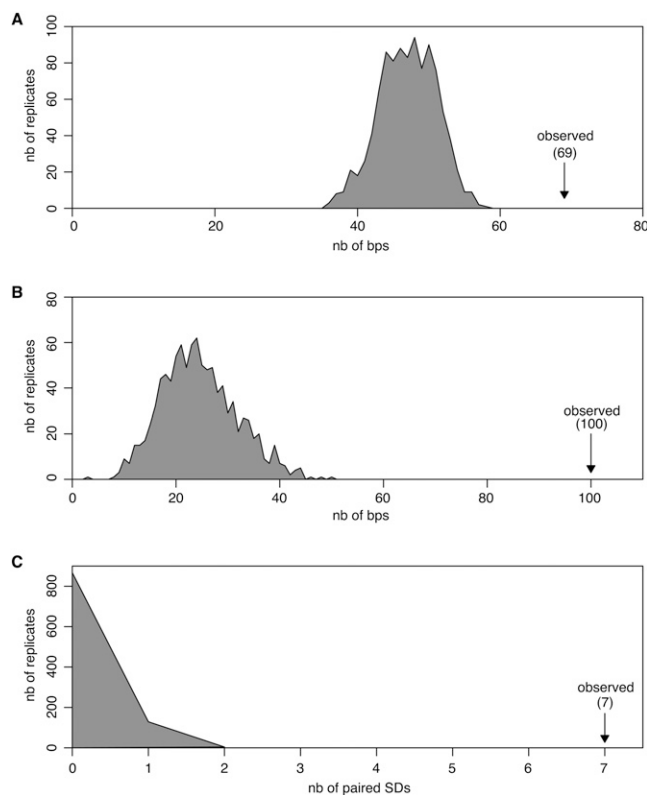 A
nb of replicates
100
80
60
40
20
0
observed
(69)
0 20 40 60 80
nb of bps
B
nb of replicates
80
60
40
20
0
observed
(100)
0 20 40 60 80 100
nb of bps
C
nb of replicates
800
600
400
200
0
observed
(7)
0 1 2 3 4 5 6 7
nb of paired SDs